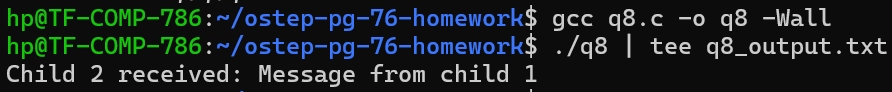 hp@TF-COMP-786:~/ostep-pg-76-homework$ gcc q8.c -o q8 -Wall
hp@TF-COMP-786:~/ostep-pg-76-homework$ ./q8 | tee q8_output.txt
Child 2 received: Message from child 1